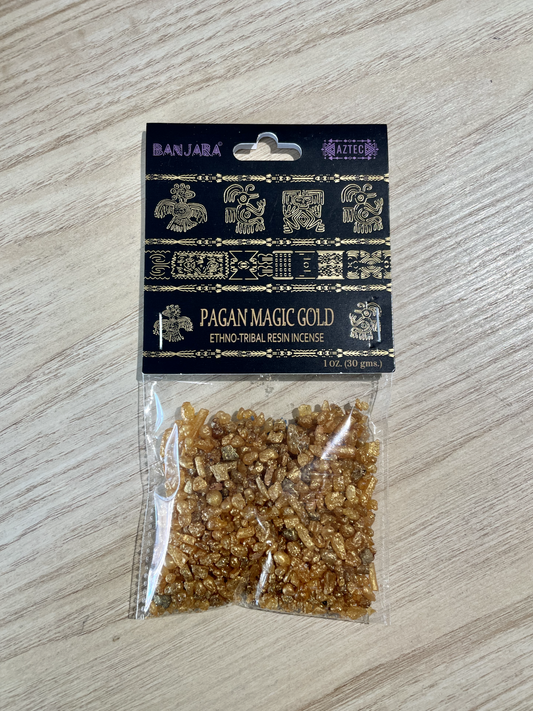 BANJARA®
AZTEC
PAGAN MAGIC GOLD
ETHNO-TRIBAL RESIN INCENSE
1 OZ. (30 gms.)